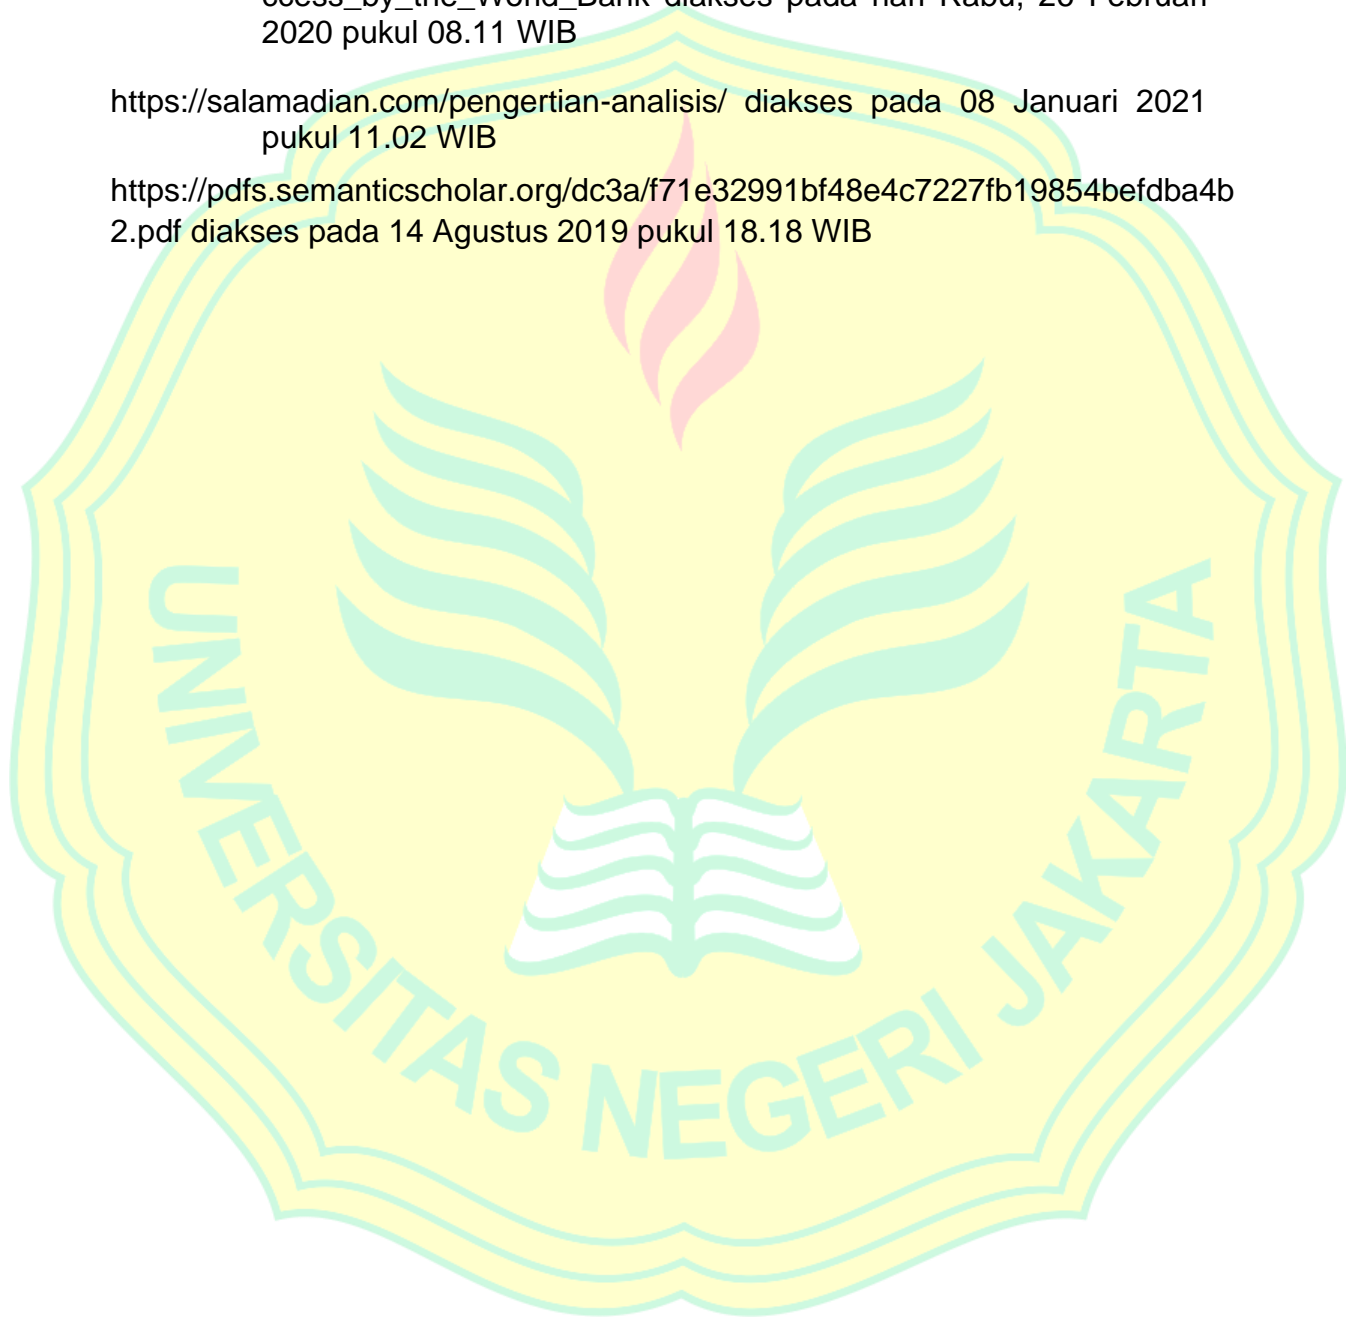 2020 pukul 08.11 WIB
https://salamadian.com/pengertian-analisis/ diakses pada 08 Januari 2021
pukul 11.02 WIB
https://pdfs.semanticscholar.org/dc3a/f71e32991bf48e4c7227fb19854befdba4b
2.pdf diakses pada 14 Agustus 2019 pukul 18.18 WIB
UNIVERSITAS NEGERI JAKARTA